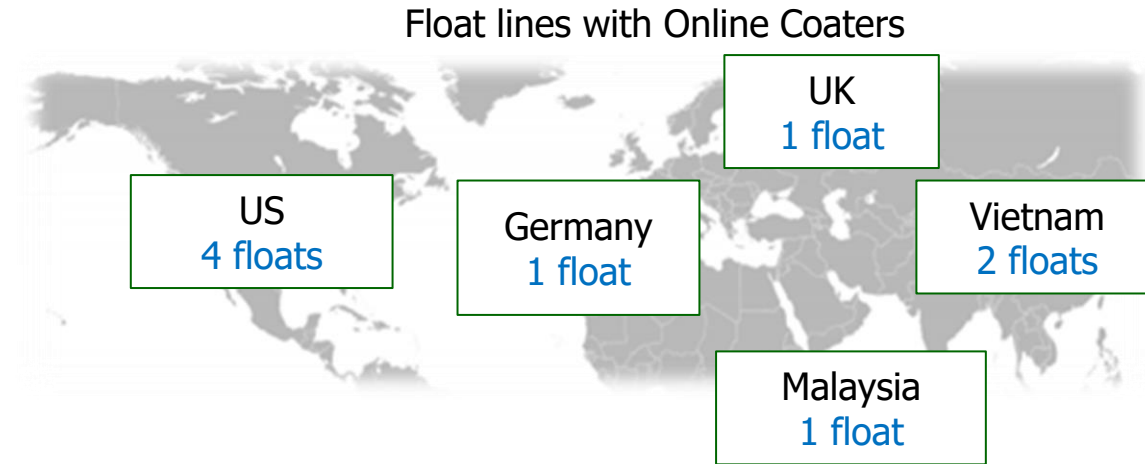 Float lines with Online Coaters
UK
1 float
US
4 floats
Germany
1 float
Vietnam
2 floats
Malaysia
1 float